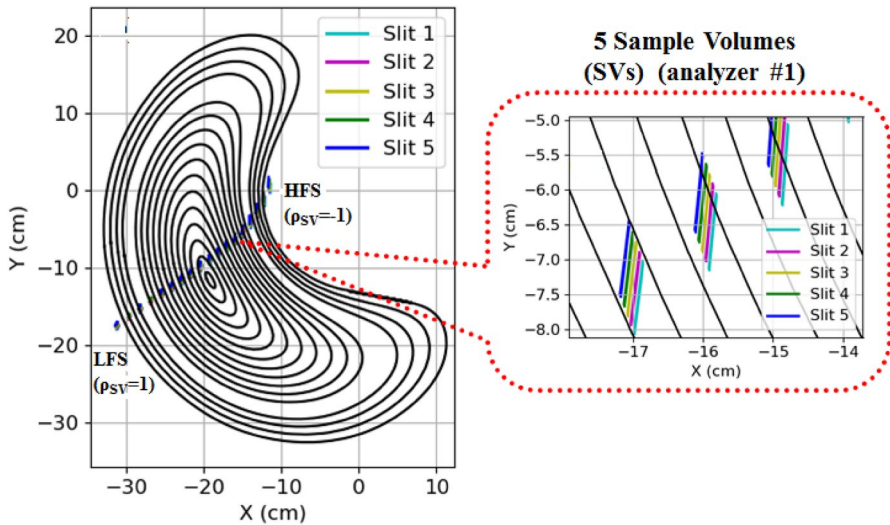 20
10
0
−10
−20
−30
Y (cm)
−30
−20
−10
0
10
X (cm)
Slit 1
Slit 2
Slit 3
Slit 4
Slit 5
HFS
(ρSV=-1)
LFS
(ρSV=1)
5 Sample Volumes
(SVs) (analyzer #1)
−5.0
−5.5
−6.0
−6.5
−7.0
−7.5
−8.0
Y (cm)
−17
−16
−15
−14
X (cm)
Slit 1
Slit 2
Slit 3
Slit 4
Slit 5